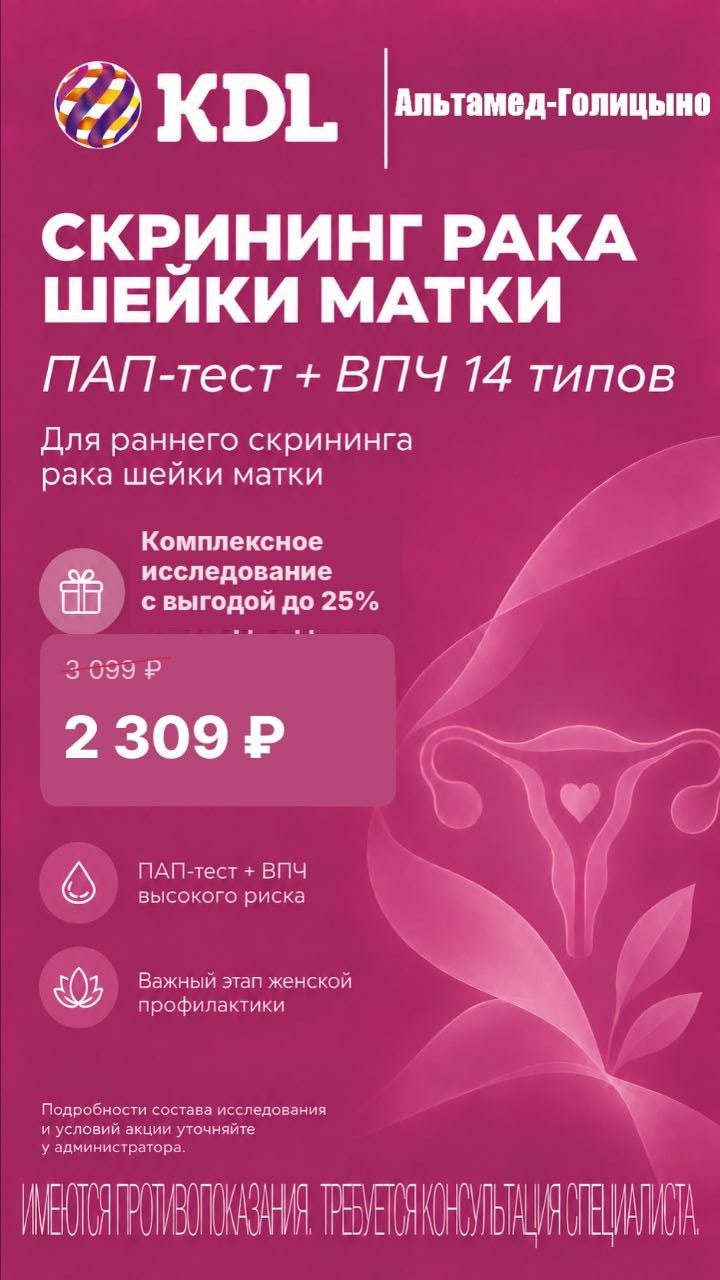 KDL
Альтамед-Голицыно
СКРИНИНГ РАКА
ШЕЙКИ МАТКИ
ПАП-тест + ВПЧ 14 типов
Для раннего скрининга
рака шейки матки
Комплексное
исследование
с выгодой до 25%
3 099 ₽
2 309 ₽
ПАП-тест + ВПЧ
высокого риска
Важный этап женской
профилактики
Подробности состава исследования
и условий акции уточняйте
у администратора.
ИМЕЮТСЯ ПРОТИВОПОКАЗАНИЯ. ТРЕБУЕТСЯ КОНСУЛЬТАЦИЯ СПЕЦИАЛИСТА.